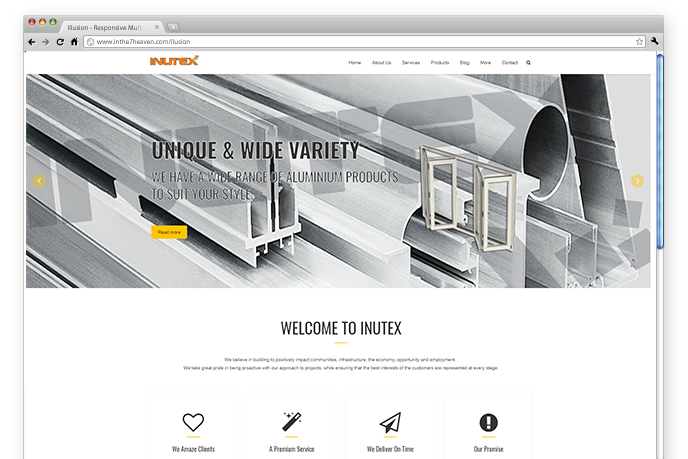 Illusion - Responsive Mult
www.inthe7heaven.com/ilusion
INUTEX
Home About Us Services Products Blog More Contact
UNIQUE & WIDE VARIETY
WE HAVE A WIDE RANGE OF ALUMINIUM PRODUCTS
TO SUIT YOUR STYLE.
Read more
WELCOME TO INUTEX
We believe in building to positively impact communities, infrastructure, the economy, opportunity and employment.
We take great pride in being proactive with our approach to projects, while ensuring that the best interests of the customers are represented at every stage.
We Amaze Clients
A Premium Service
We Deliver On Time
Our Promise